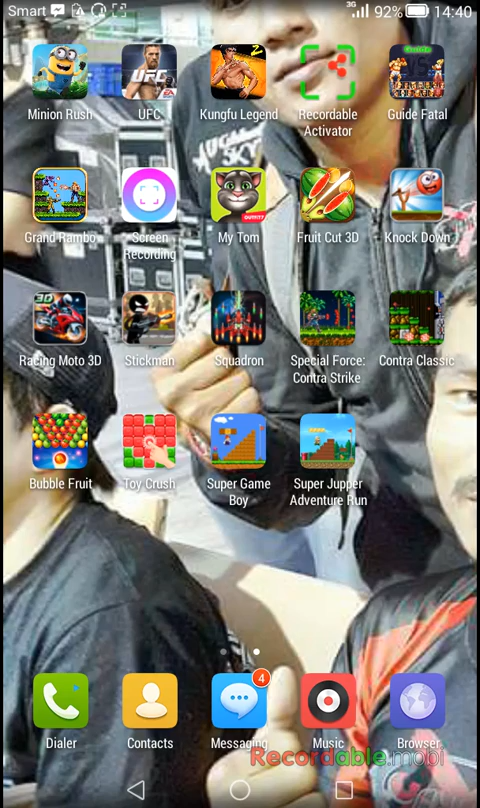 Smart 3G 92% 14:40
Minion Rush
UFC
Kungfu Legend
Recordable
Activator
Guide Fatal
Grand Rambo
Screen
Recording
My Tom
Fruit Cut 3D
Knock Down
Racing Moto 3D
Stickman
Squadron
Special Force:
Contra Strike
Contra Classic
Bubble Fruit
Toy Crush
Super Game
Boy
Super Jupper
Adventure Run
4
Dialer
Contacts
Messaging
Music
Browser
Recordable.mobi